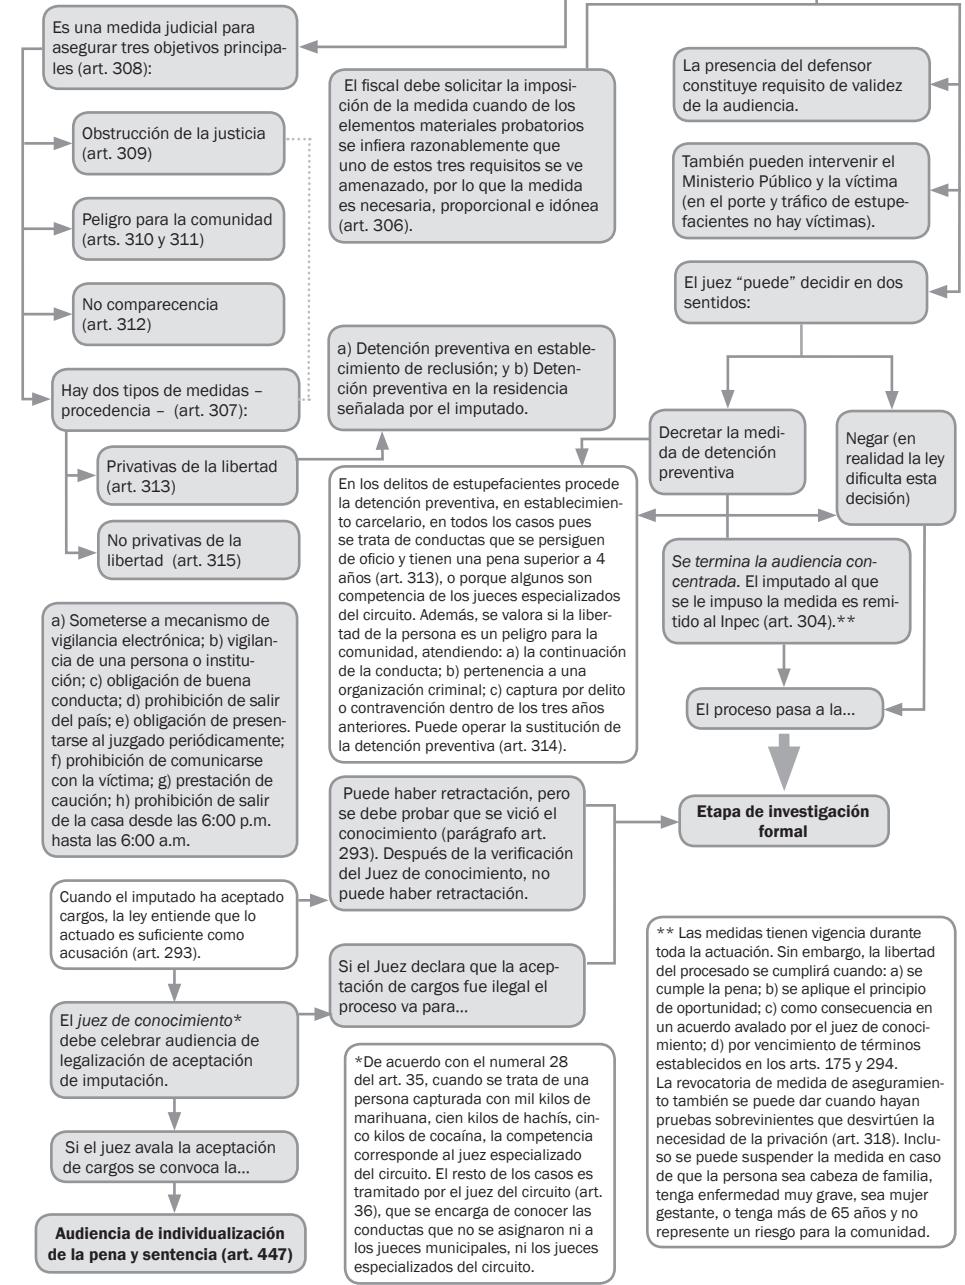 Es una medida judicial para
asegurar tres objetivos principa-
les (art. 308):
Obstrucción de la justicia
(art. 309)
Peligro para la comunidad
(arts. 310 y 311)
No comparecencia
(art. 312)
Hay dos tipos de medidas –
procedencia – (art. 307):
Privativas de la libertad
(art. 313)
No privativas de la
libertad (art. 315)
a) Someterse a mecanismo de
vigilancia electrónica; b) vigilan-
cia de una persona o institu-
ción; c) obligación de buena
conducta; d) prohibición de salir
del país; e) obligación de presen-
tarse al juzgado periódicamente;
f) prohibición de comunicarse
con la víctima; g) prestación de
caución; h) prohibición de salir
de la casa desde las 6:00 p.m.
hasta las 6:00 a.m.
El fiscal debe solicitar la imposi-
ción de la medida cuando de los
elementos materiales probatorios
se infiera razonablemente que
uno de estos tres requisitos se ve
amenazado, por lo que la medida
es necesaria, proporcional e idónea
(art. 306).
a) Detención preventiva en estable-
cimiento de reclusión; y b) Deten-
ción preventiva en la residencia
señalada por el imputado.
En los delitos de estupefacientes procede
la detención preventiva, en establecimien-
to carcelario, en todos los casos pues
se trata de conductas que se persiguen
de oficio y tienen una pena superior a 4
años (art. 313), o porque algunos son
competencia de los jueces especializados
del circuito. Además, se valora si la liber-
tad de la persona es un peligro para la
comunidad, atendiendo: a) la continuación
de la conducta; b) pertenencia a una
organización criminal; c) captura por delito
o contravención dentro de los tres años
anteriores. Puede operar la sustitución de
la detención preventiva (art. 314).
La presencia del defensor
constituye requisito de validez
de la audiencia.
También pueden intervenir el
Ministerio Público y la víctima
(en el porte y tráfico de estupe-
facientes no hay víctimas).
El juez “puede” decidir en dos
sentidos:
Decretar la medi-
da de detención
preventiva
Negar (en
realidad la ley
dificulta esta
decisión)
Se termina la audiencia con-
centrada. El imputado al que
se le impuso la medida es remi-
tido al Inpec (art. 304).**
El proceso pasa a la...
Etapa de investigación
formal
Cuando el imputado ha aceptado
cargos, la ley entiende que lo
actuado es suficiente como
acusación (art. 293).
Puede haber retractación, pero
se debe probar que se vició el
conocimiento (parágrafo art.
293). Después de la verificación
del Juez de conocimiento, no
puede haber retractación.
El juez de conocimiento*
debe celebrar audiencia de
legalización de aceptación
de imputación.
Si el Juez declara que la acep-
tación de cargos fue ilegal el
proceso va para...
Si el juez avala la aceptación
de cargos se convoca la...
Audiencia de individualización
de la pena y sentencia (art. 447)
*De acuerdo con el numeral 28
del art. 35, cuando se trata de una
persona capturada con mil kilos de
marihuana, cien kilos de hachís, cin-
co kilos de cocaína, la competencia
corresponde al juez especializado
del circuito. El resto de los casos es
tramitado por el juez del circuito (art.
36), que se encarga de conocer las
conductas que no se asignaron ni a
los jueces municipales, ni los jueces
especializados del circuito.
** Las medidas tienen vigencia durante
toda la actuación. Sin embargo, la libertad
del procesado se cumplirá cuando: a) se
cumple la pena; b) se aplique el principio
de oportunidad; c) como consecuencia en
un acuerdo avalado por el juez de conoci-
miento; d) por vencimiento de términos
establecidos en los arts. 175 y 294.
La revocatoria de medida de aseguramien-
to también se puede dar cuando hayan
pruebas sobrevinientes que desvirtúen la
necesidad de la privación (art. 318). Inclu-
so se puede suspender la medida en caso
de que la persona sea cabeza de familia,
tenga enfermedad muy grave, sea mujer
gestante, o tenga más de 65 años y no
represente un riesgo para la comunidad.